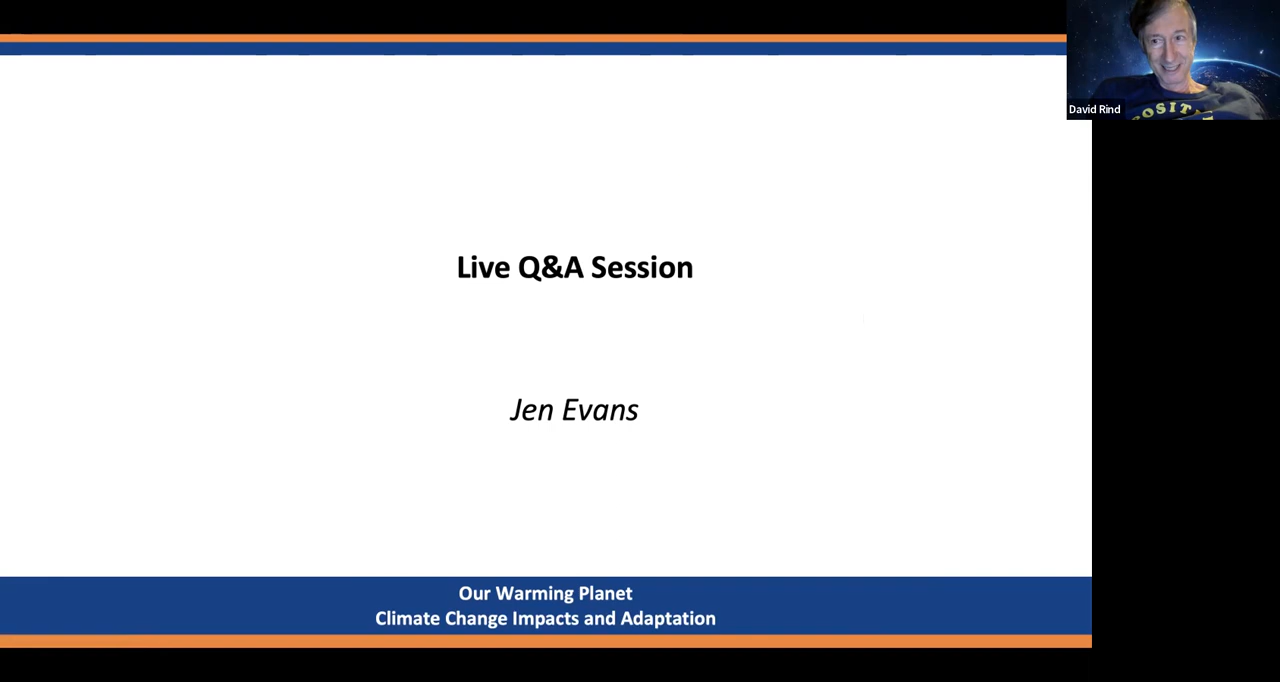 Live Q&A Session
Jen Evans
Our Warming Planet
Climate Change Impacts and Adaptation
David Rind